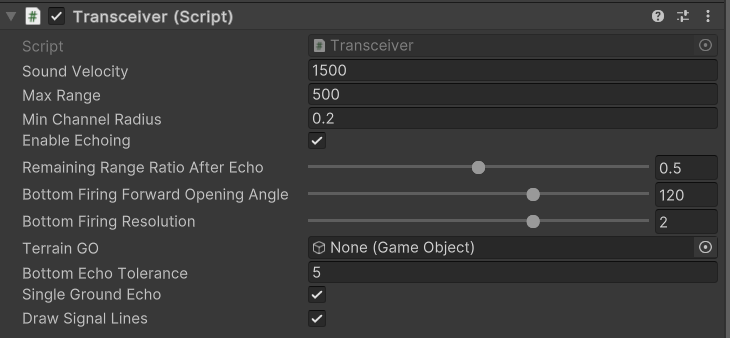 Transceiver (Script)
Script Transceiver
Sound Velocity 1500
Max Range 500
Min Channel Radius 0.2
Enable Echoing
Remaining Range Ratio After Echo 0.5
Bottom Firing Forward Opening Angle 120
Bottom Firing Resolution 2
Terrain GO None (Game Object)
Bottom Echo Tolerance 5
Single Ground Echo
Draw Signal Lines